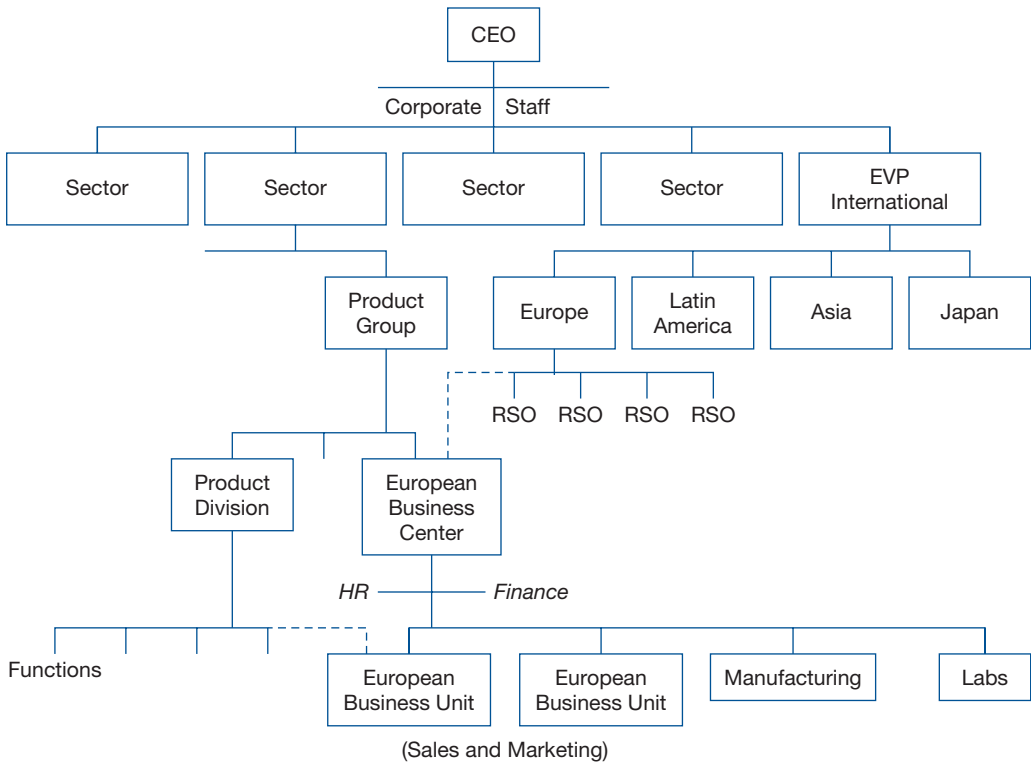 CEO
Corporate Staff
Sector
Sector
Sector
Sector
EVP
International
Product
Group
Europe
Latin
America
Asia
Japan
RSO RSO RSO RSO
Product
Division
European
Business
Center
HR
Finance
Functions
European
Business Unit
European
Business Unit
Manufacturing
Labs
(Sales and Marketing)